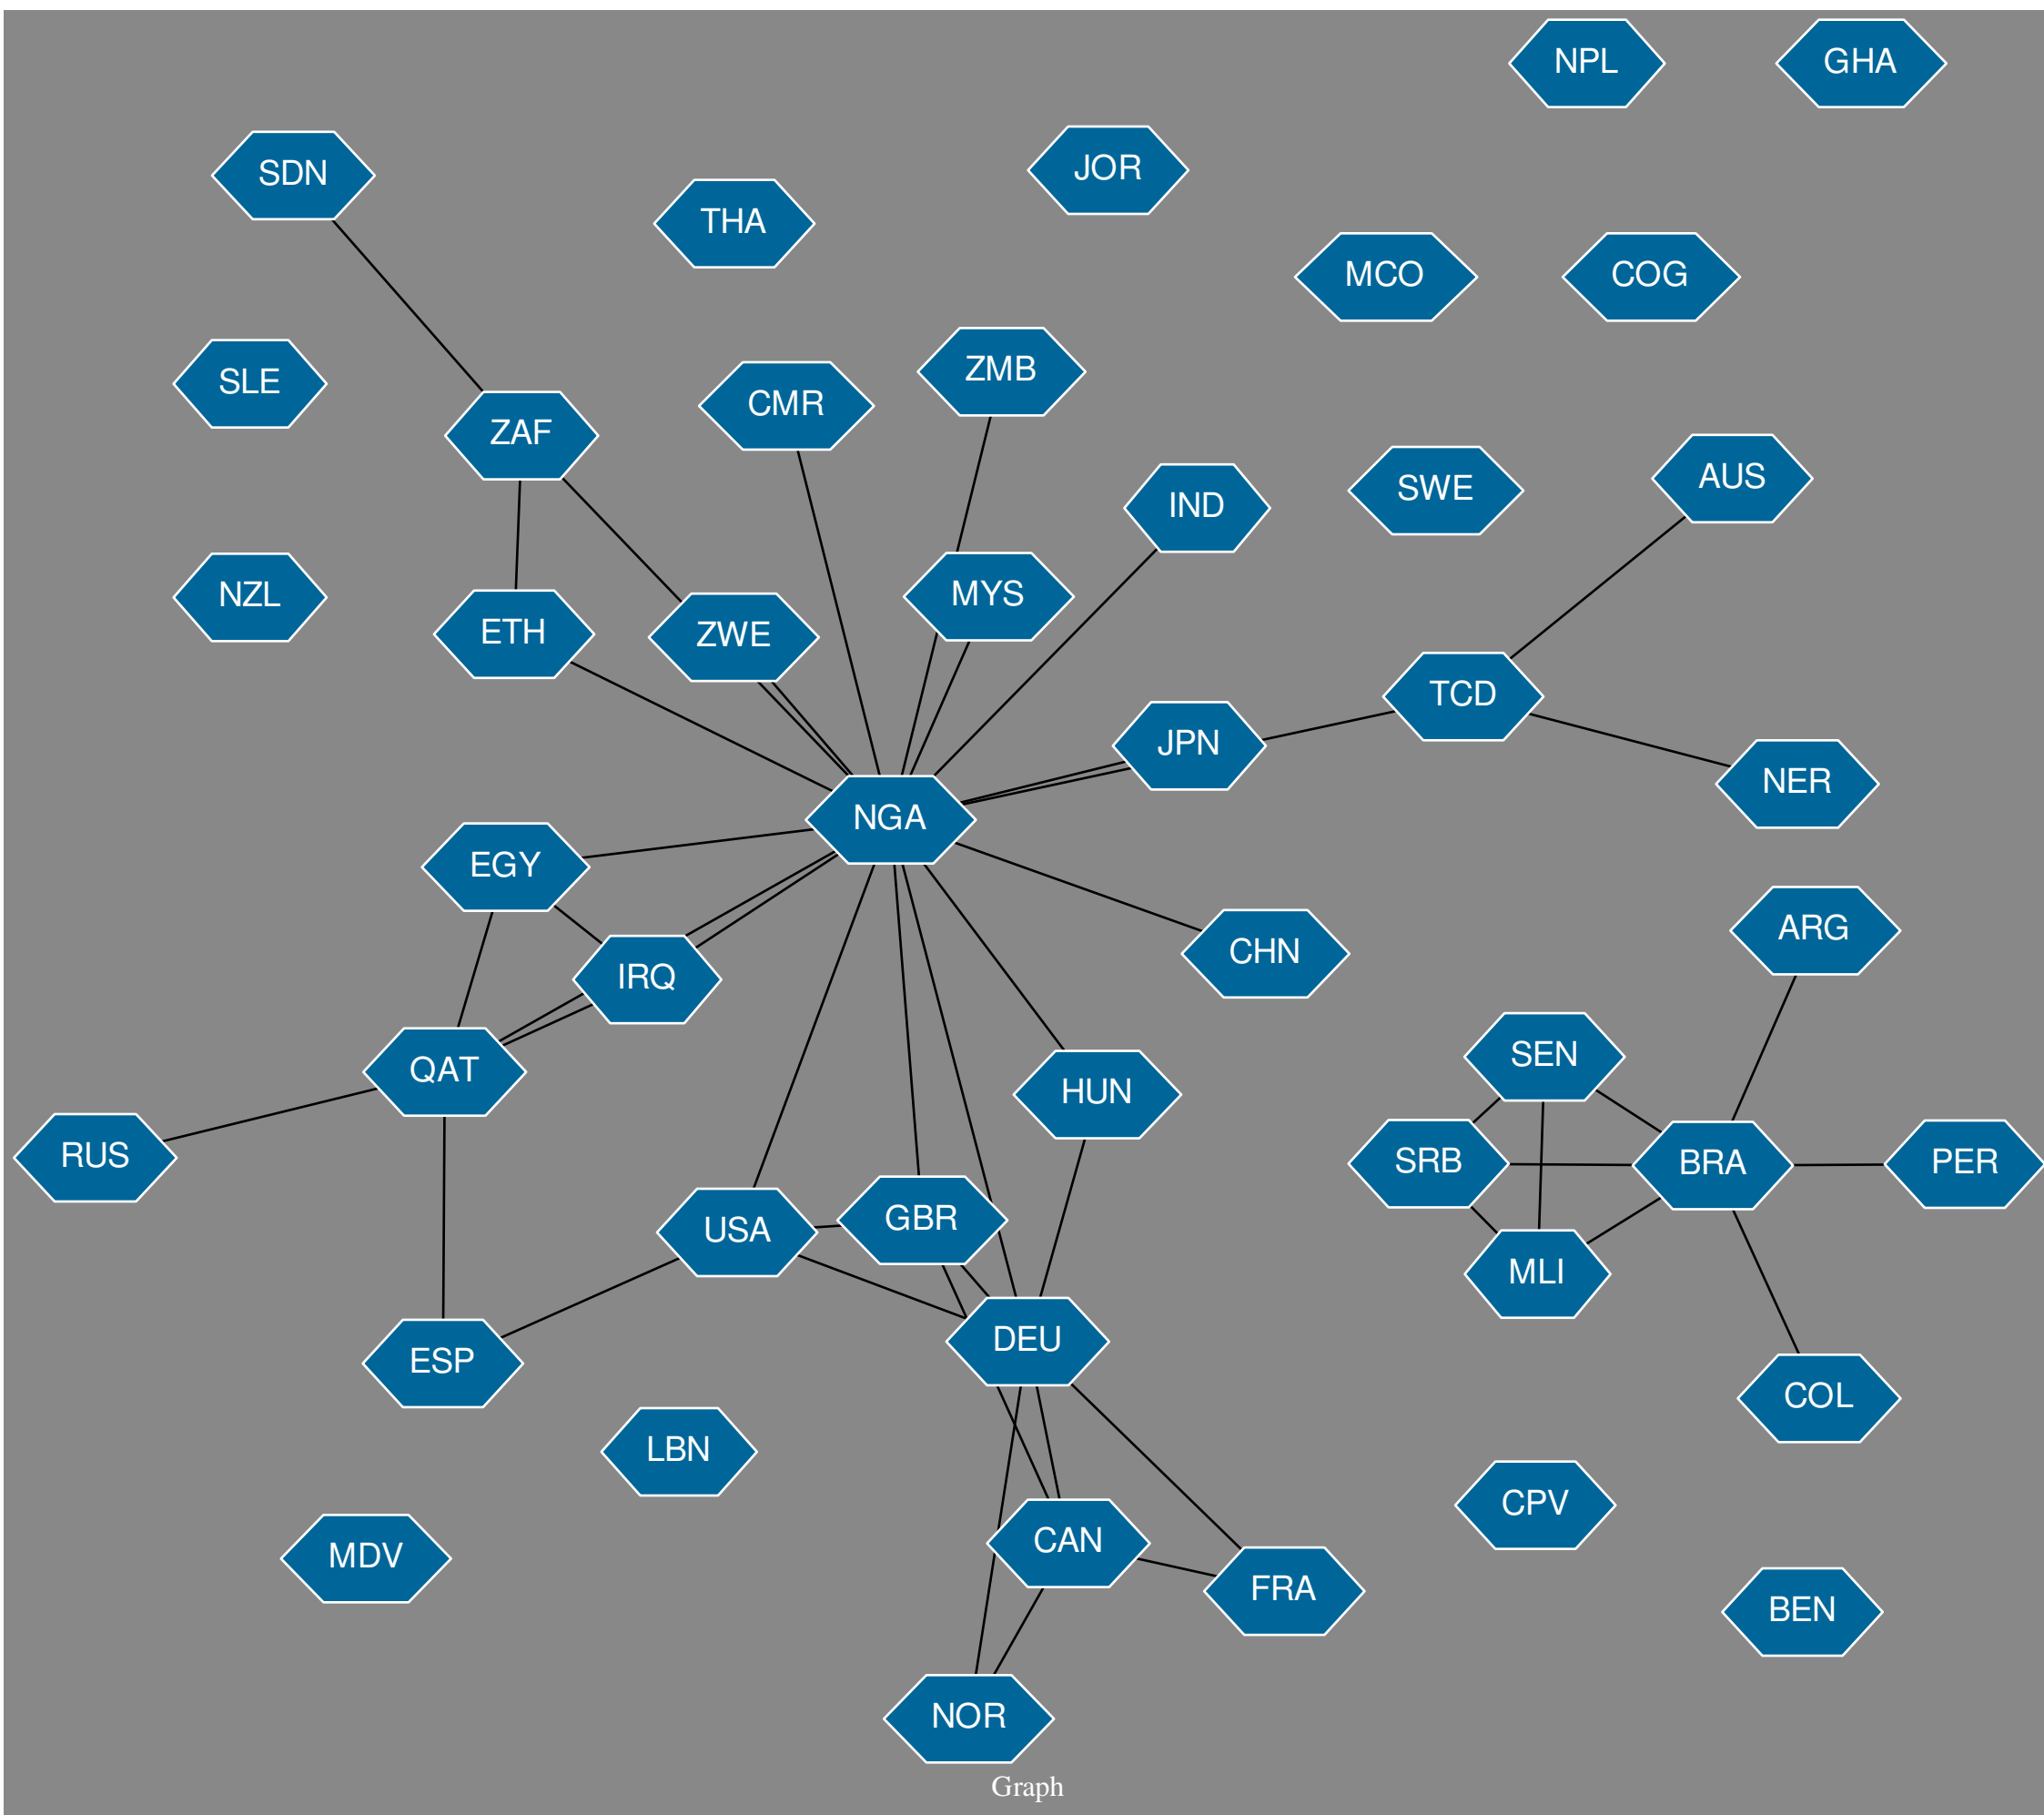 NPL
GHA
JOR
SDN
THA
MCO
COG
ZMB
SLE
CMR
ZAF
AUS
SWE
IND
MYS
NZL
ETH
ZWE
TCD
JPN
NER
NGA
EGY
ARG
CHN
IRQ
SEN
QAT
HUN
RUS
SRB
BRA
PER
GBR
USA
MLI
DEU
ESP
COL
LBN
CPV
CAN
MDV
FRA
BEN
NOR
Graph